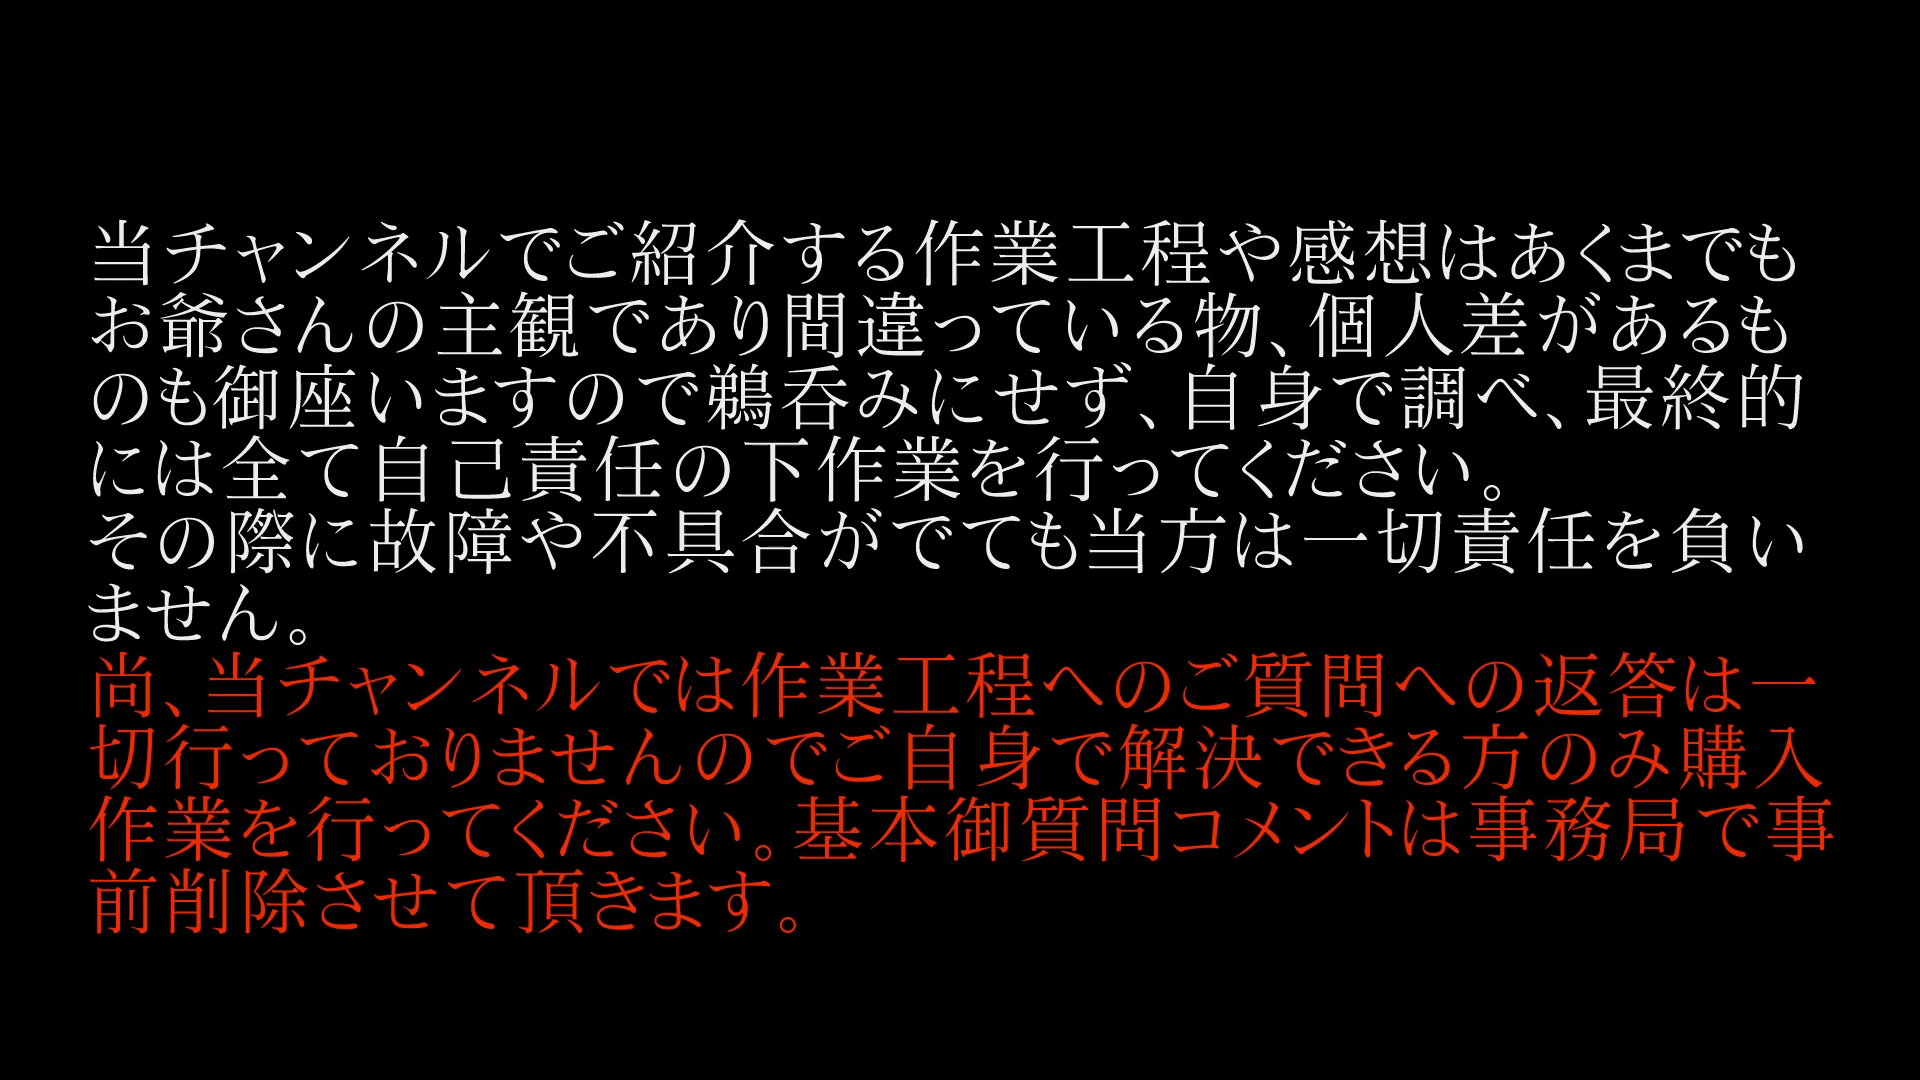 当チャンネルでご紹介する作業工程や感想はあくまでも
お爺さんの主観であり間違っている物、個人差があるも
のも御座いますので鵜呑みにせず、自身で調べ、最終的
には全て自己責任の下作業を行ってください。
その際に故障や不具合がでても当方は一切責任を負い
ません。
尚、当チャンネルでは作業工程へのご質問への返答は一
切行っておりませんのでご自身で解決できる方のみ購入
作業を行ってください。基本御質問コメントは事務局で事
前削除させて頂きます。